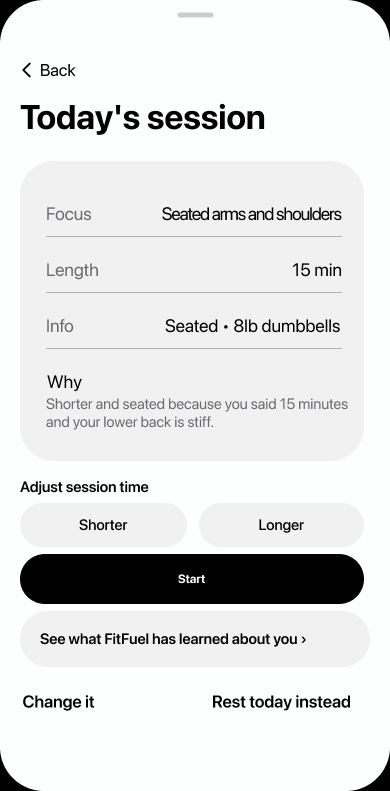 Back
Today's session
Focus Seated arms and shoulders
Length 15 min
Info Seated • 8lb dumbbells
Why
Shorter and seated because you said 15 minutes
and your lower back is stiff.
Adjust session time
Shorter Longer
Start
See what FitFuel has learned about you ›
Change it Rest today instead